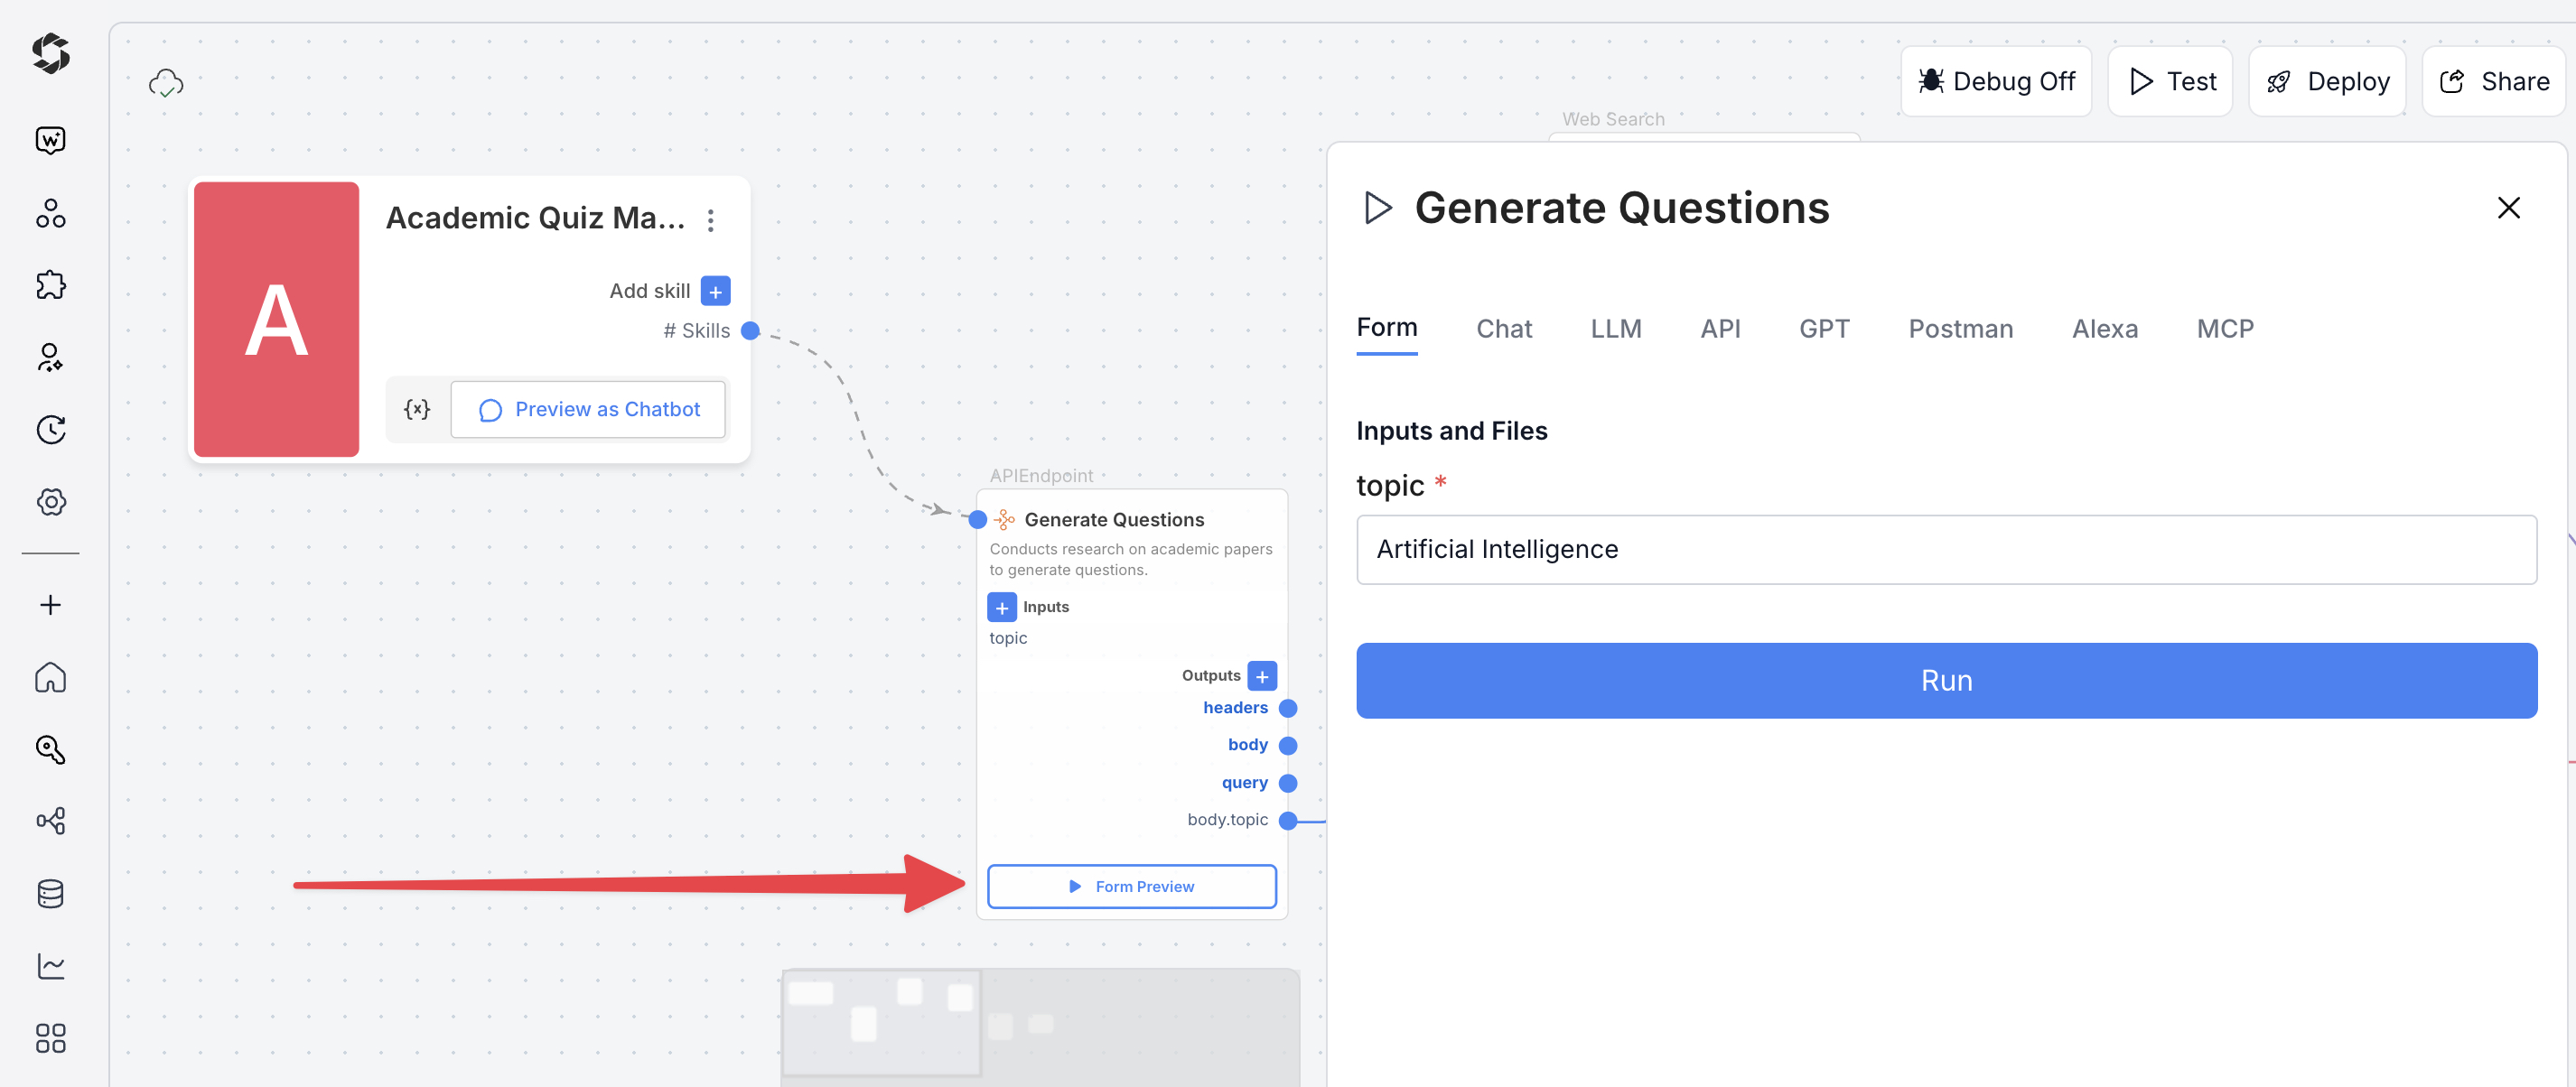 Debug Off
Test
Deploy
Share
Web Search
A
Academic Quiz Ma...
Add skill
# Skills
{x}
Preview as Chatbot
APIEndpoint
Generate Questions
Conducts research on academic papers
to generate questions.
Inputs
topic
Outputs
headers
body
query
body.topic
Form Preview
Generate Questions
Form Chat LLM API GPT Postman Alexa MCP
Inputs and Files
topic *
Artificial Intelligence
Run